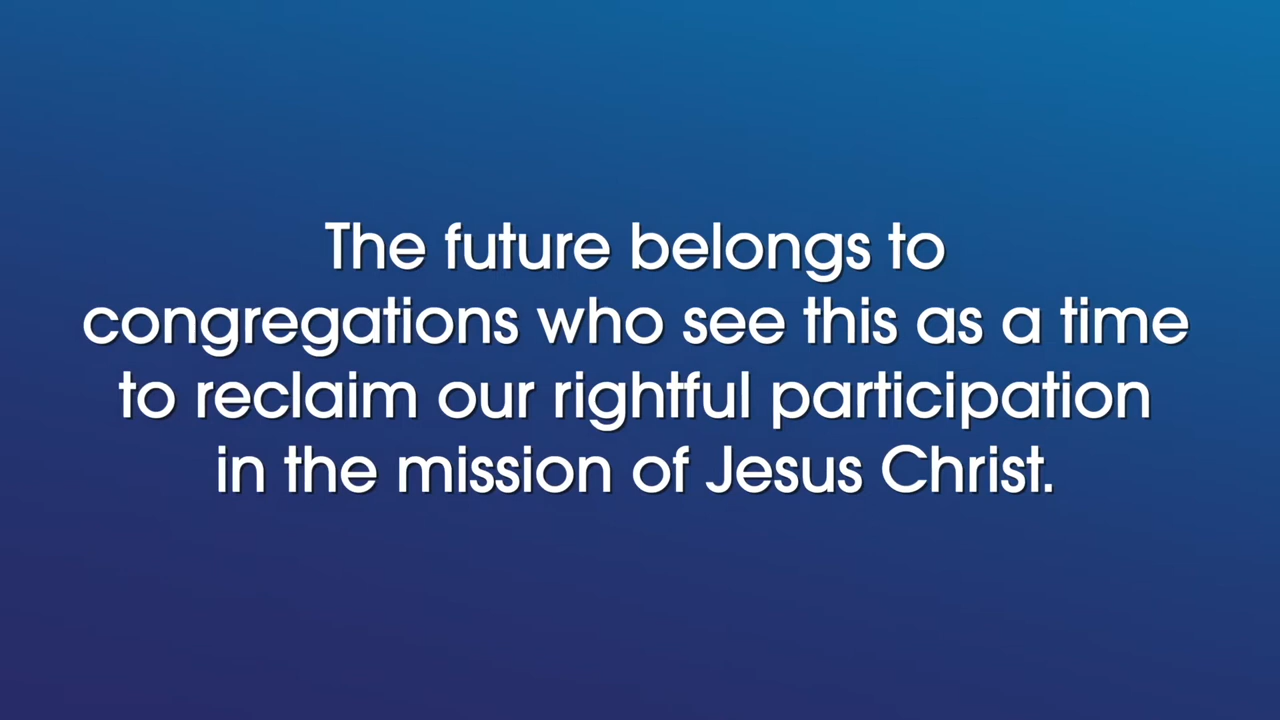 The future belongs to
congregations who see this as a time
to reclaim our rightful participation
in the mission of Jesus Christ.